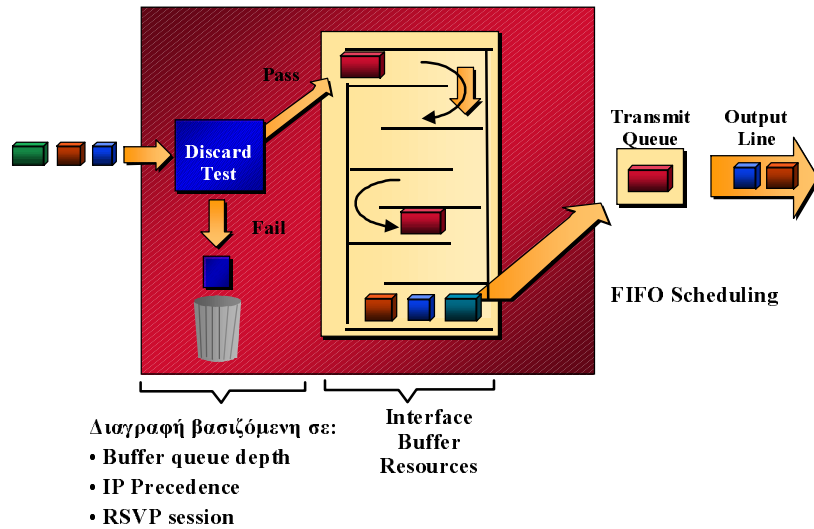 Pass
Discard
Test
Fail
Transmit
Queue
Output
Line
FIFO Scheduling
Διαγραφή βασιζόμενη σε:
• Buffer queue depth
• IP Precedence
• RSVP session
Interface
Buffer
Resources